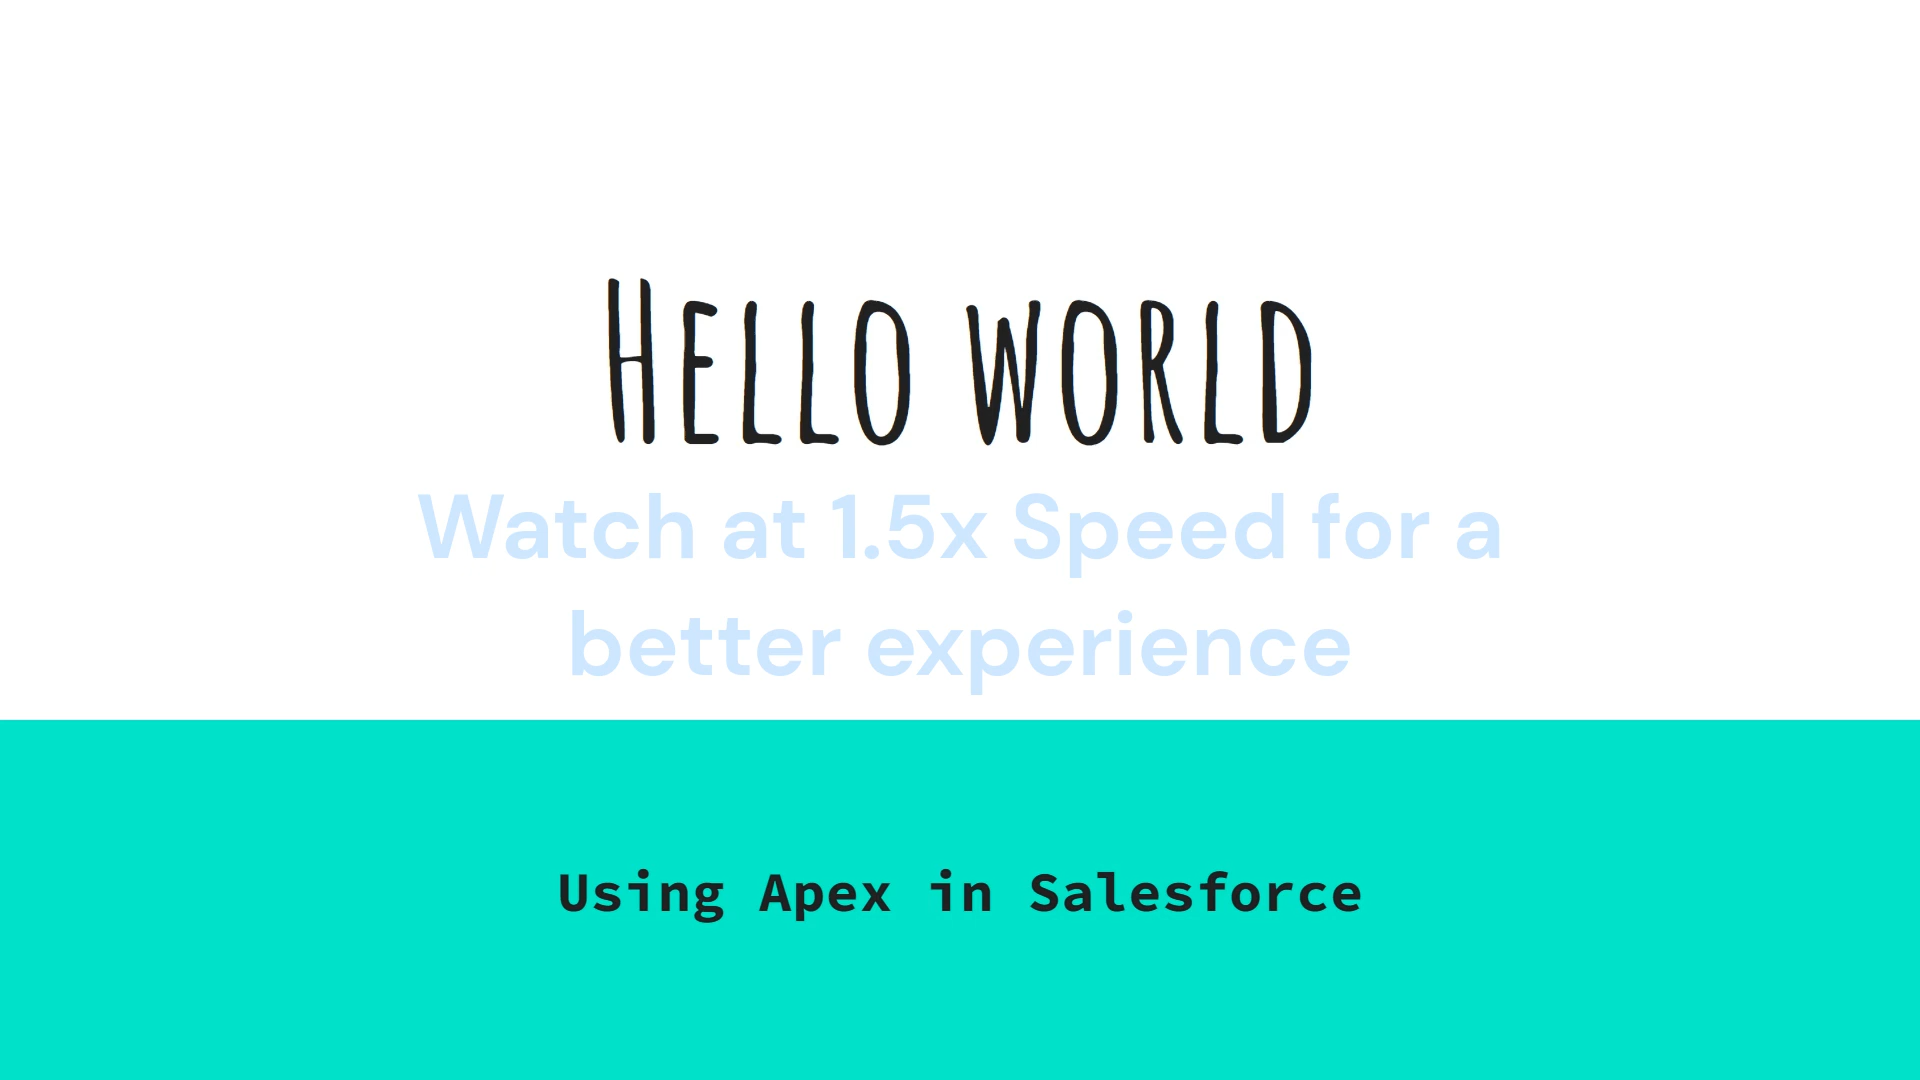 Hello world
Watch at 1.5x Speed for a
better experience
Using Apex in Salesforce